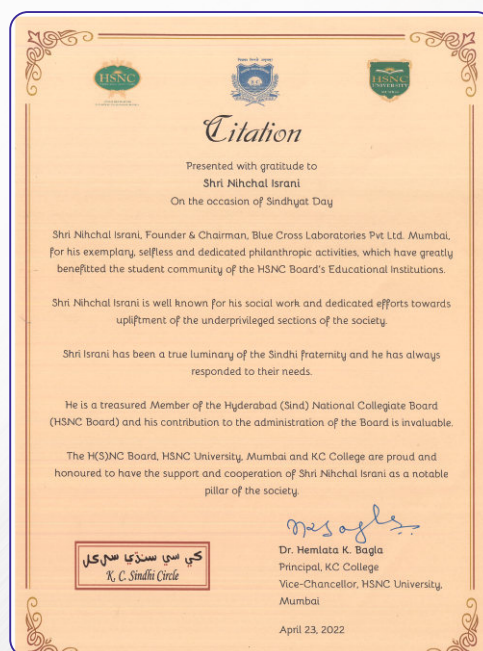 HSNC
HSNC
UNIVERSITY
Citation
Presented with gratitude to
Shri Nihchal Israni
On the occasion of Sindhyat Day
Shri Nihchal Israni, Founder & Chairman, Blue Cross Laboratories Pvt Ltd. Mumbai,
for his exemplary, selfless and dedicated philanthropic activities, which have greatly
benefitted the student community of the HSNC Board's Educational Institutions.
Shri Nihchal Israni is well known for his social work and dedicated efforts towards
upliftment of the underprivileged sections of the society.
Shri Israni has been a true luminary of the Sindhi fraternity and he has always
responded to their needs.
He is a treasured Member of the Hyderabad (Sind) National Collegiate Board
(HSNC Board) and his contribution to the administration of the Board is invaluable.
The H(S)NC Board, HSNC University, Mumbai and KC College are proud and
honoured to have the support and cooperation of Shri Nihchal Israni as a notable
pillar of the society.
Dr. Hemlata K. Bagla
Principal, KC College
Vice-Chancellor, HSNC University,
Mumbai
April 23, 2022
ڪي سي سنڌي سرڪل
K. C. Sindhi Circle